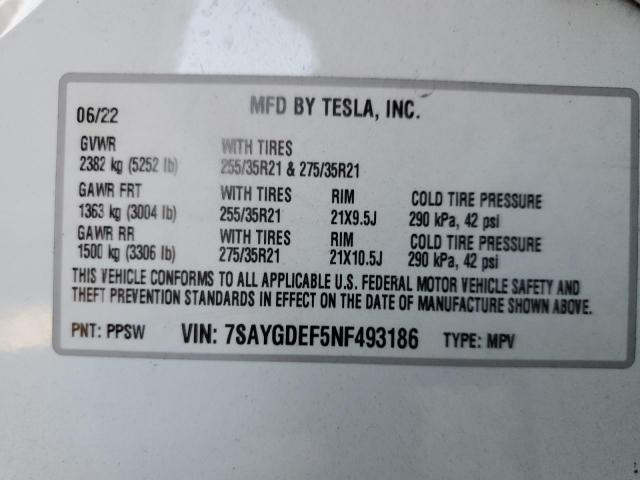 06/22 MFD BY TESLA, INC.
GVWR WITH TIRES
2382 kg (5252 lb) 255/35R21 & 275/35R21
GAWR FRT WITH TIRES RIM COLD TIRE PRESSURE
1363 kg (3004 lb) 255/35R21 21X9.5J 290 kPa, 42 psi
GAWR RR WITH TIRES RIM COLD TIRE PRESSURE
1500 kg (3306 lb) 275/35R21 21X10.5J 290 kPa, 42 psi
THIS VEHICLE CONFORMS TO ALL APPLICABLE U.S. FEDERAL MOTOR VEHICLE SAFETY AND
THEFT PREVENTION STANDARDS IN EFFECT ON THE DATE OF MANUFACTURE SHOWN ABOVE.
PNT: PPSW VIN: 7SAYGDEF5NF493186 TYPE: MPV